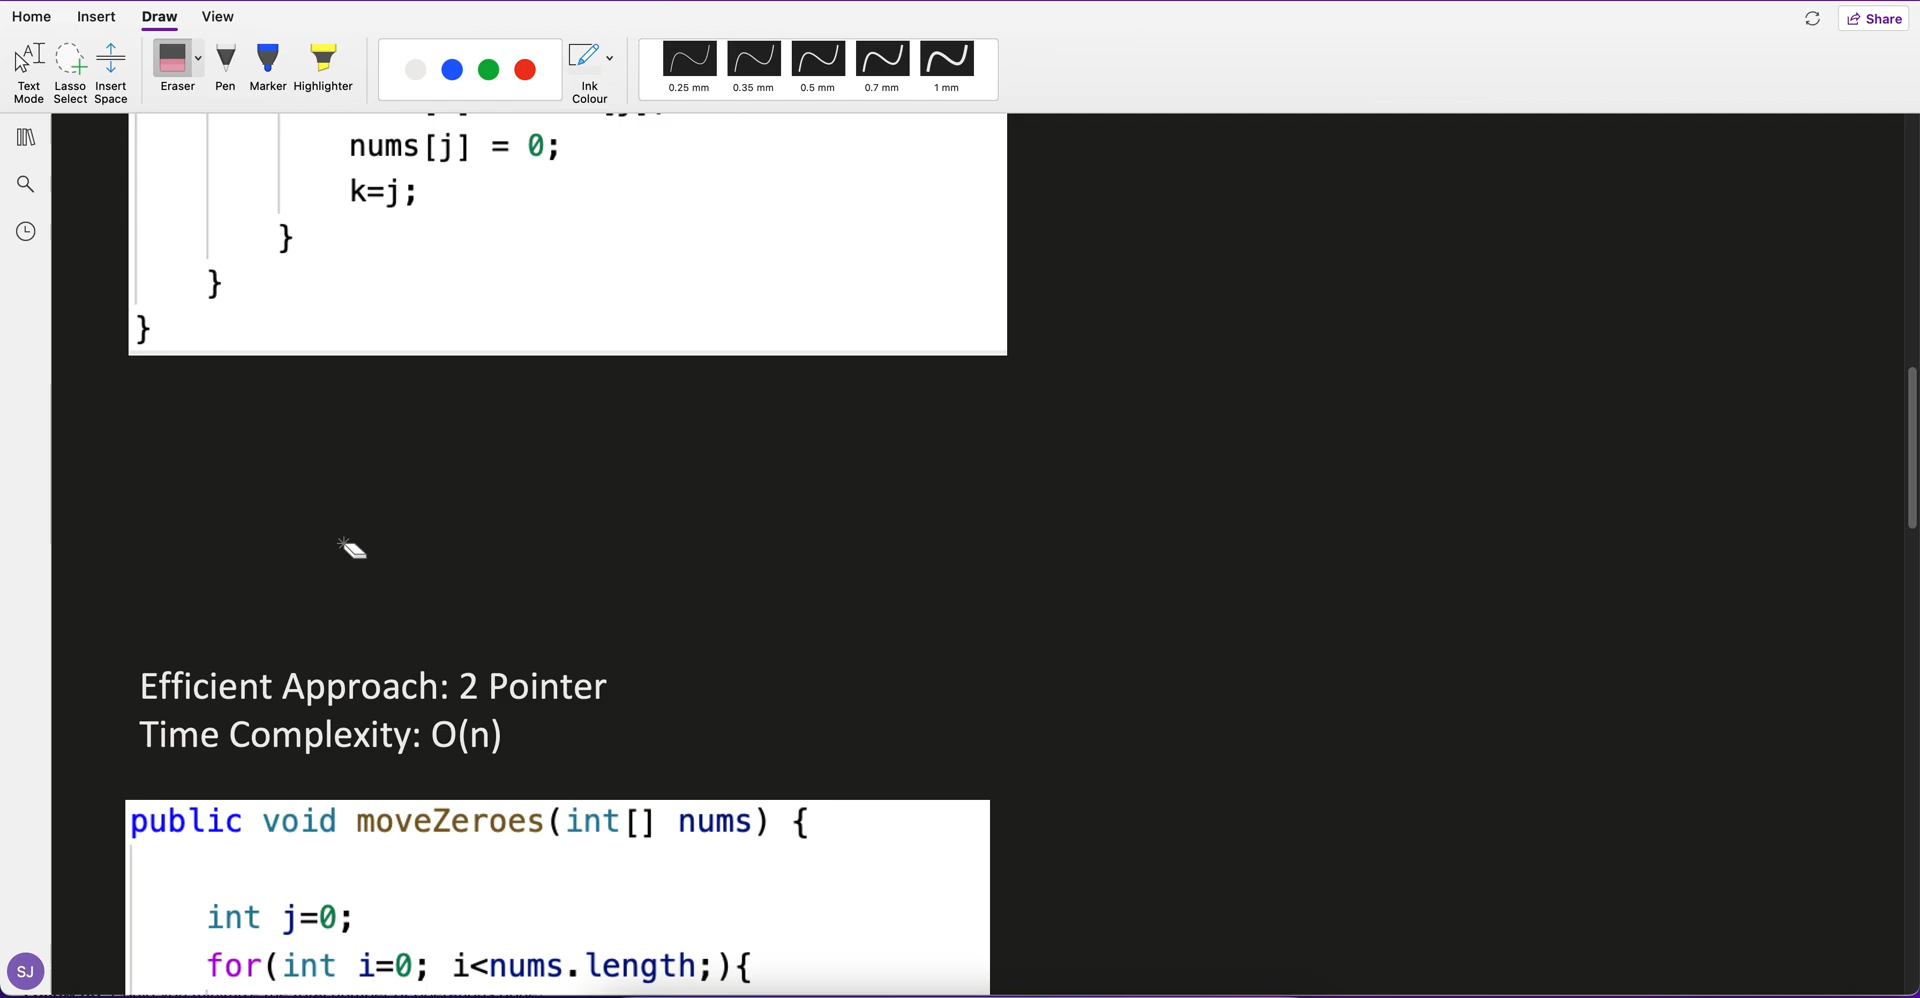 Home Insert Draw View
Share
Text Mode
Lasso Select
Insert Space
Eraser
Pen
Marker
Highlighter
Ink Colour
0.25 mm
0.35 mm
0.5 mm
0.7 mm
1 mm
nums[j] = 0;
k=j;
}
}
}
Efficient Approach: 2 Pointer
Time Complexity: O(n)
public void moveZeroes(int[] nums) {
int j=0;
for(int i=0; i<nums.length;){
SJ